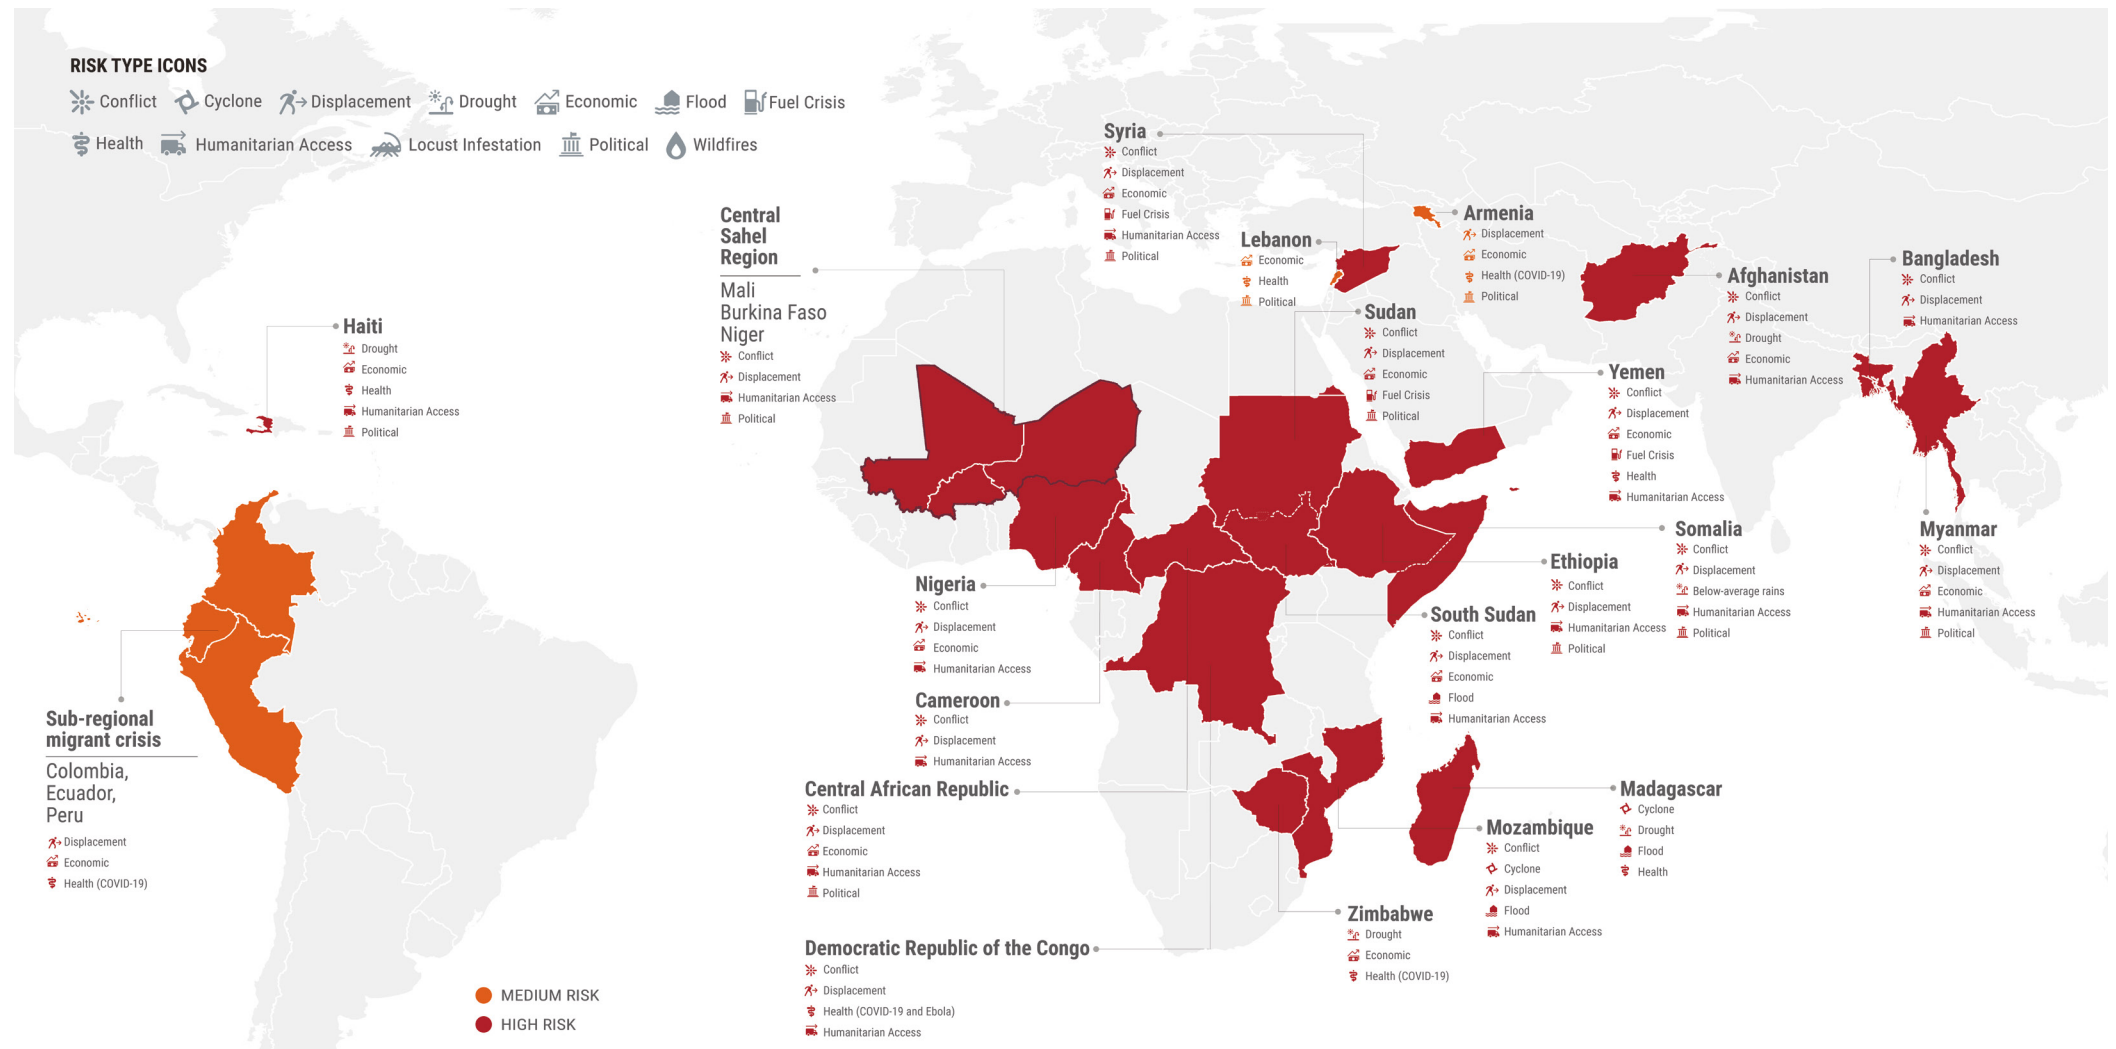 RISK TYPE ICONS
Conflict Cyclone Displacement Drought Economic Flood Fuel Crisis
Health Humanitarian Access Locust Infestation Political Wildfires
Haiti
Drought
Economic
Health
Humanitarian Access
Political
Sub-regional
migrant crisis
Colombia,
Ecuador,
Peru
Displacement
Economic
Health (COVID-19)
MEDIUM RISK
HIGH RISK
Central
Sahel
Region
Mali
Burkina Faso
Niger
Conflict
Displacement
Humanitarian Access
Political
Nigeria
Conflict
Displacement
Economic
Humanitarian Access
Cameroon
Conflict
Displacement
Humanitarian Access
Central African Republic
Conflict
Displacement
Economic
Humanitarian Access
Political
Democratic Republic of the Congo
Conflict
Displacement
Health (COVID-19 and Ebola)
Humanitarian Access
Syria
Conflict
Displacement
Economic
Fuel Crisis
Humanitarian Access
Political
Lebanon
Economic
Health
Political
Armenia
Displacement
Economic
Health (COVID-19)
Political
Sudan
Conflict
Displacement
Economic
Fuel Crisis
Political
Afghanistan
Conflict
Displacement
Drought
Economic
Humanitarian Access
Bangladesh
Conflict
Displacement
Humanitarian Access
Yemen
Conflict
Displacement
Economic
Fuel Crisis
Health
Humanitarian Access
Somalia
Conflict
Displacement
Below-average rains
Humanitarian Access
Political
Myanmar
Conflict
Displacement
Economic
Humanitarian Access
Political
Ethiopia
Conflict
Displacement
Humanitarian Access
Political
South Sudan
Conflict
Displacement
Economic
Flood
Humanitarian Access
Madagascar
Cyclone
Drought
Flood
Health
Mozambique
Conflict
Cyclone
Displacement
Flood
Humanitarian Access
Zimbabwe
Drought
Economic
Health (COVID-19)